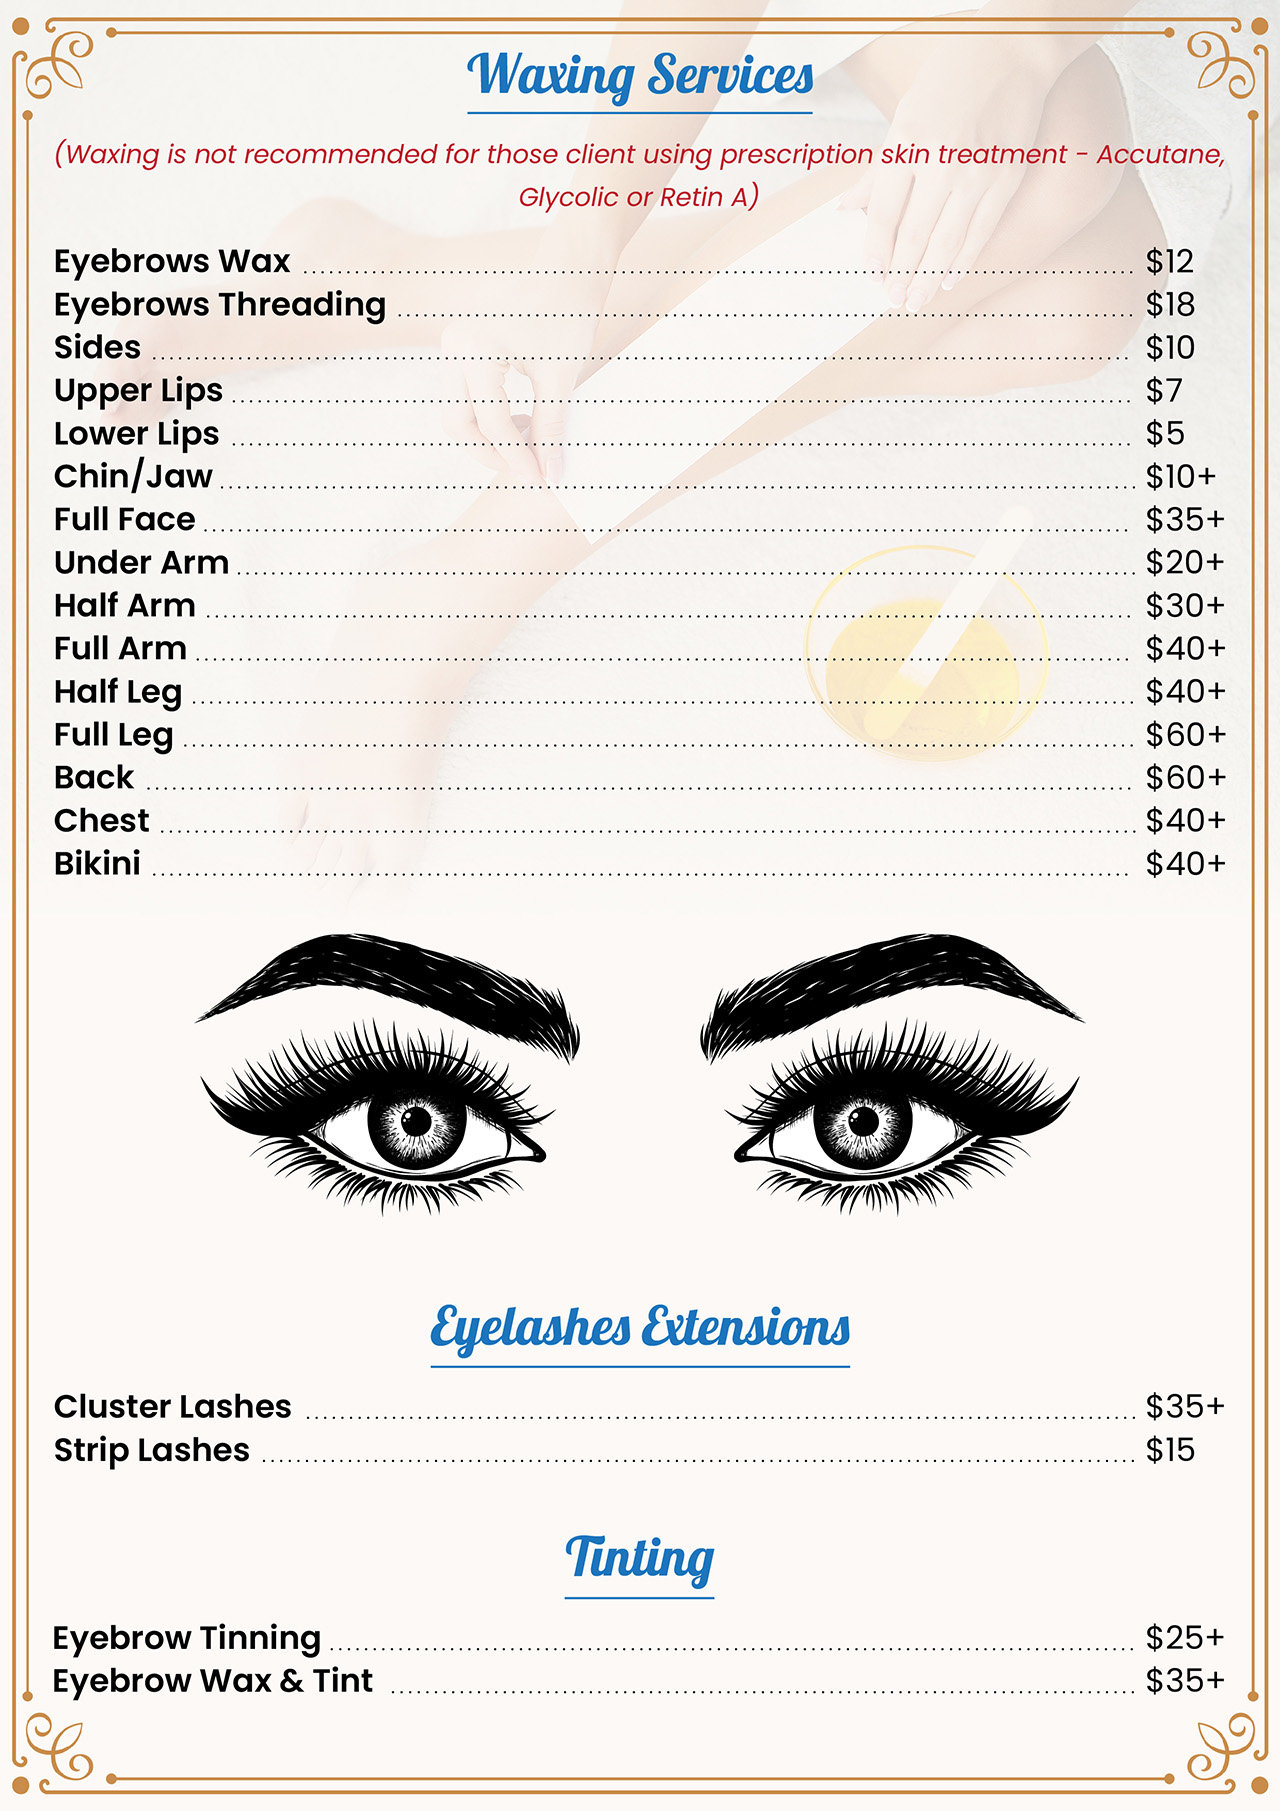 Waxing Services
(Waxing is not recommended for those client using prescription skin treatment - Accutane,
Glycolic or Retin A)
Eyebrows Wax $12
Eyebrows Threading $18
Sides $10
Upper Lips $7
Lower Lips $5
Chin/Jaw $10+
Full Face $35+
Under Arm $20+
Half Arm $30+
Full Arm $40+
Half Leg $40+
Full Leg $60+
Back $60+
Chest $40+
Bikini $40+
Eyelashes Extensions
Cluster Lashes $35+
Strip Lashes $15
Tinting
Eyebrow Tinning $25+
Eyebrow Wax & Tint $35+